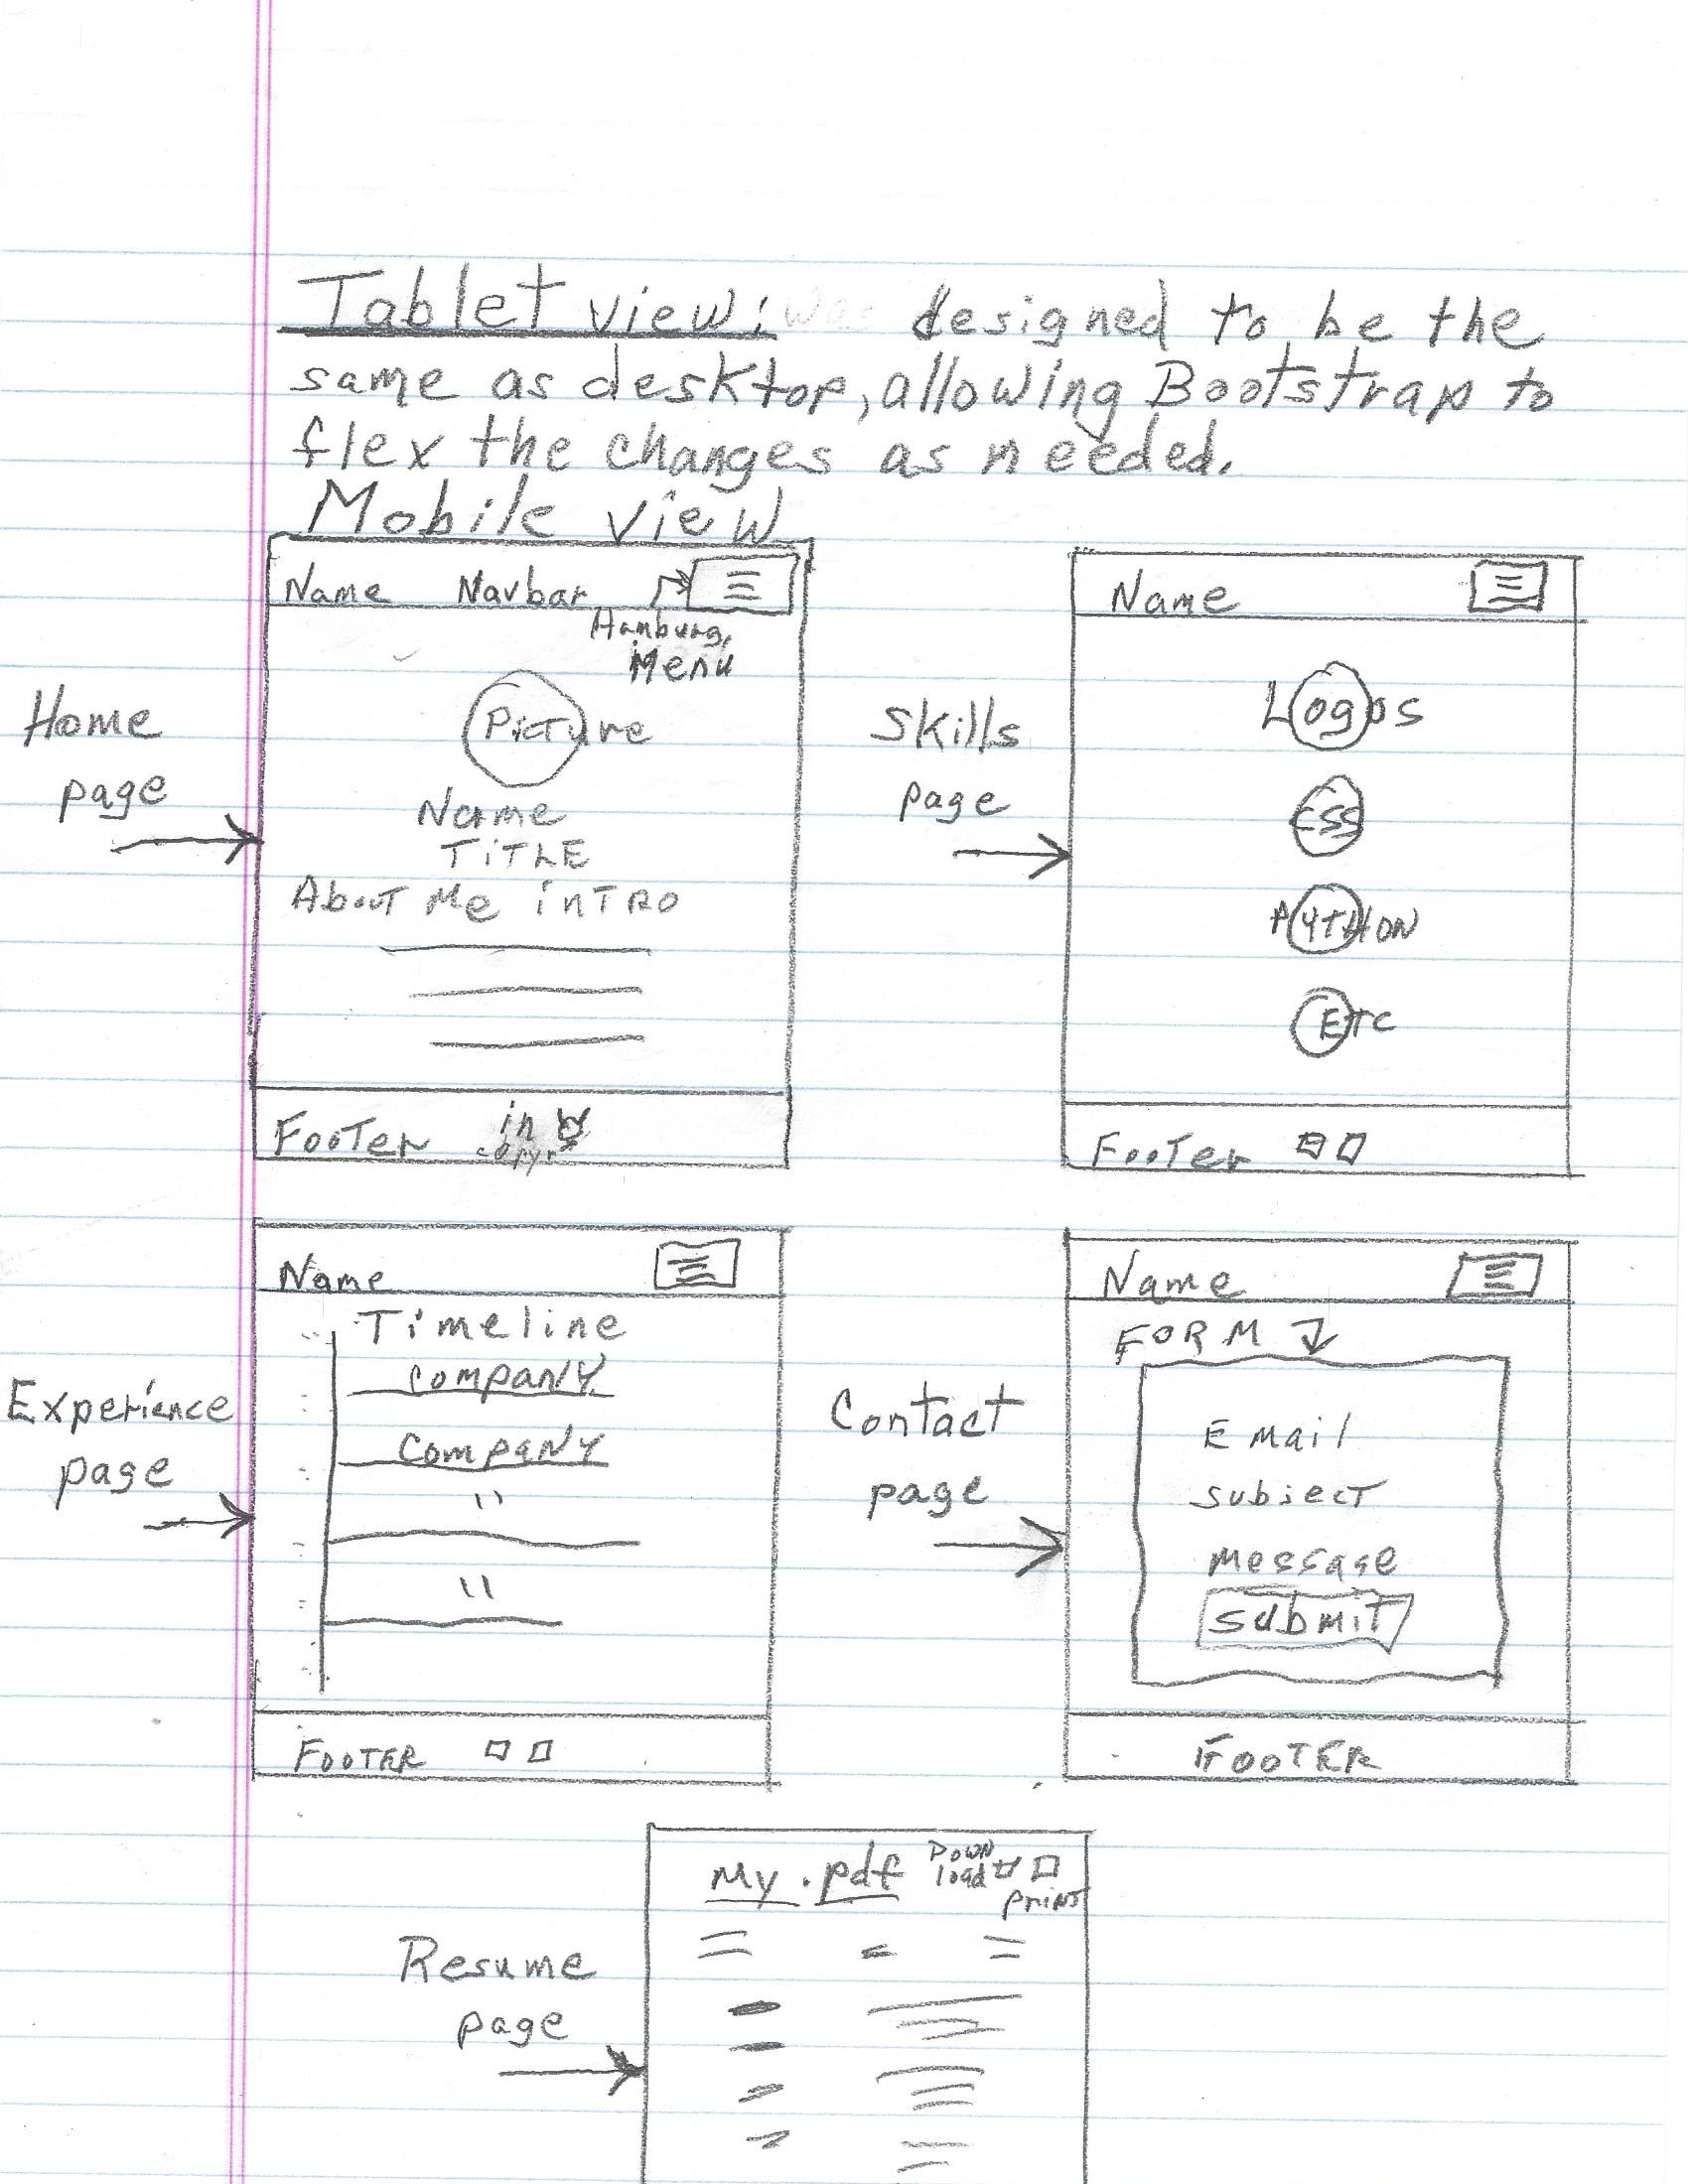 Tablet view: was designed to be the
same as desktop, allowing Bootstrap to
flex the changes as needed.
Mobile view
Home
page
Name Navbar
Hamburg.
Menu
Picture
Name
TITLE
About Me INTRO
Footer in
copyr
Skills
page
Name
Logos
CSS
PYTHON
ETC
Footer
Experience
page
Name
Timeline
company
company
"
"
FOOTER
Contact
page
Name
FORM
Email
subject
message
submit
FOOTER
Resume
page
My .pdf Down
load
print